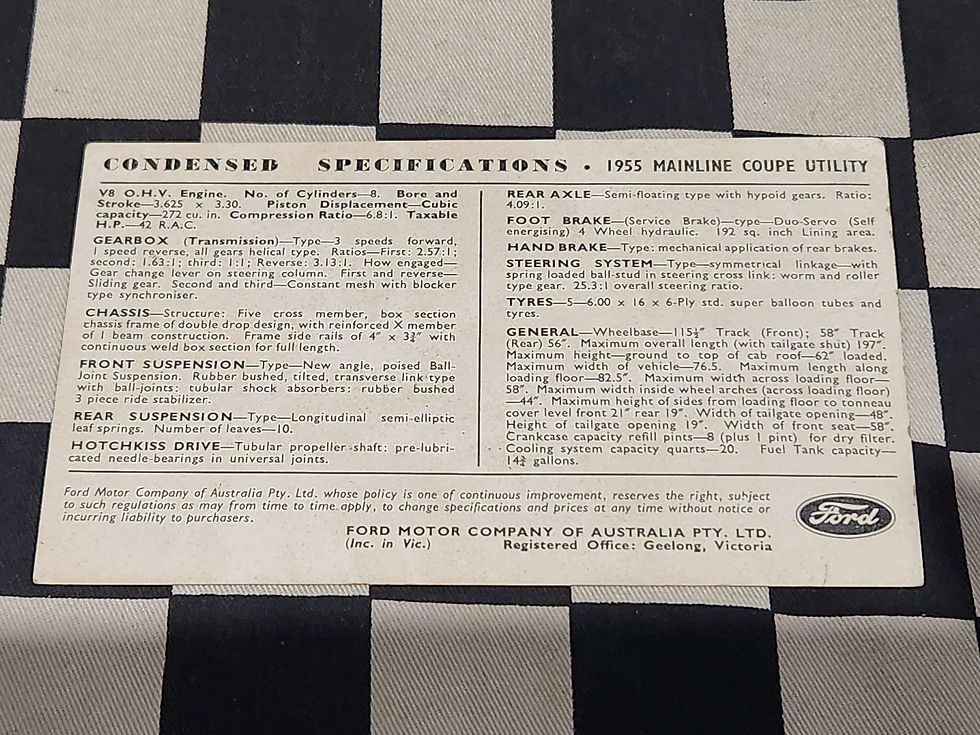 CONDENSED SPECIFICATIONS • 1955 MAINLINE COUPE UTILITY
V8 O.H.V. Engine. No. of Cylinders—8. Bore and
Stroke—3.625 x 3.30. Piston Displacement—Cubic
capacity—272 cu. in. Compression Ratio—6.8:1. Taxable
H.P.—42 R.A.C.
GEARBOX (Transmission)—Type—3 speeds forward,
1 speed reverse, all gears helical type. Ratios—First: 2.57:1;
second: 1.63:1; third: 1:1; Reverse: 3.13:1. How engaged—
Gear change lever on steering column. First and reverse—
Sliding gear. Second and third—Constant mesh with blocker
type synchroniser.
CHASSIS—Structure: Five cross member, box section
chassis frame of double drop design, with reinforced X member
of I beam construction. Frame side rails of 4" x 3¾" with
continuous weld box section for full length.
FRONT SUSPENSION—Type—New angle, poised Ball-
Joint Suspension. Rubber bushed, tilted, transverse link type
with ball-joints: tubular shock absorbers: rubber bushed
3 piece ride stabilizer.
REAR SUSPENSION—Type—Longitudinal semi-elliptic
leaf springs. Number of leaves—10.
HOTCHKISS DRIVE—Tubular propeller shaft: pre-lubri-
cated needle-bearings in universal joints.
REAR AXLE—Semi-floating type with hypoid gears. Ratio:
4.09:1.
FOOT BRAKE—(Service Brake)—type—Duo-Servo (Self
energising) 4 Wheel hydraulic. 192 sq. inch Lining area.
HAND BRAKE—Type: mechanical application of rear brakes.
STEERING SYSTEM—Type—symmetrical linkage—with
spring loaded ball-stud in steering cross link: worm and roller
type gear. 25.3:1 overall steering ratio.
TYRES—5—6.00 x 16 x 6-Ply std. super balloon tubes and
tyres.
GENERAL—Wheelbase—115½" Track (Front); 58" Track
(Rear) 56". Maximum overall length (with tailgate shut) 197".
Maximum height—ground to top of cab roof—62" loaded.
Maximum width of vehicle—76.5. Maximum length along
loading floor—82.5". Maximum width across loading floor—
58". Maximum width inside wheel arches (across loading floor)
—44". Maximum height of sides from loading floor to tonneau
cover level front 21" rear 19". Width of tailgate opening—48".
Height of tailgate opening 19". Width of front seat—58".
Crankcase capacity refill pints—8 (plus 1 pint) for dry filter.
Cooling system capacity quarts—20. Fuel Tank capacity—
14¾ gallons.
Ford Motor Company of Australia Pty. Ltd. whose policy is one of continuous improvement, reserves the right, subject
to such regulations as may from time to time apply, to change specifications and prices at any time without notice or
incurring liability to purchasers.
FORD MOTOR COMPANY OF AUSTRALIA PTY. LTD.
(Inc. in Vic.) Registered Office: Geelong, Victoria
Ford